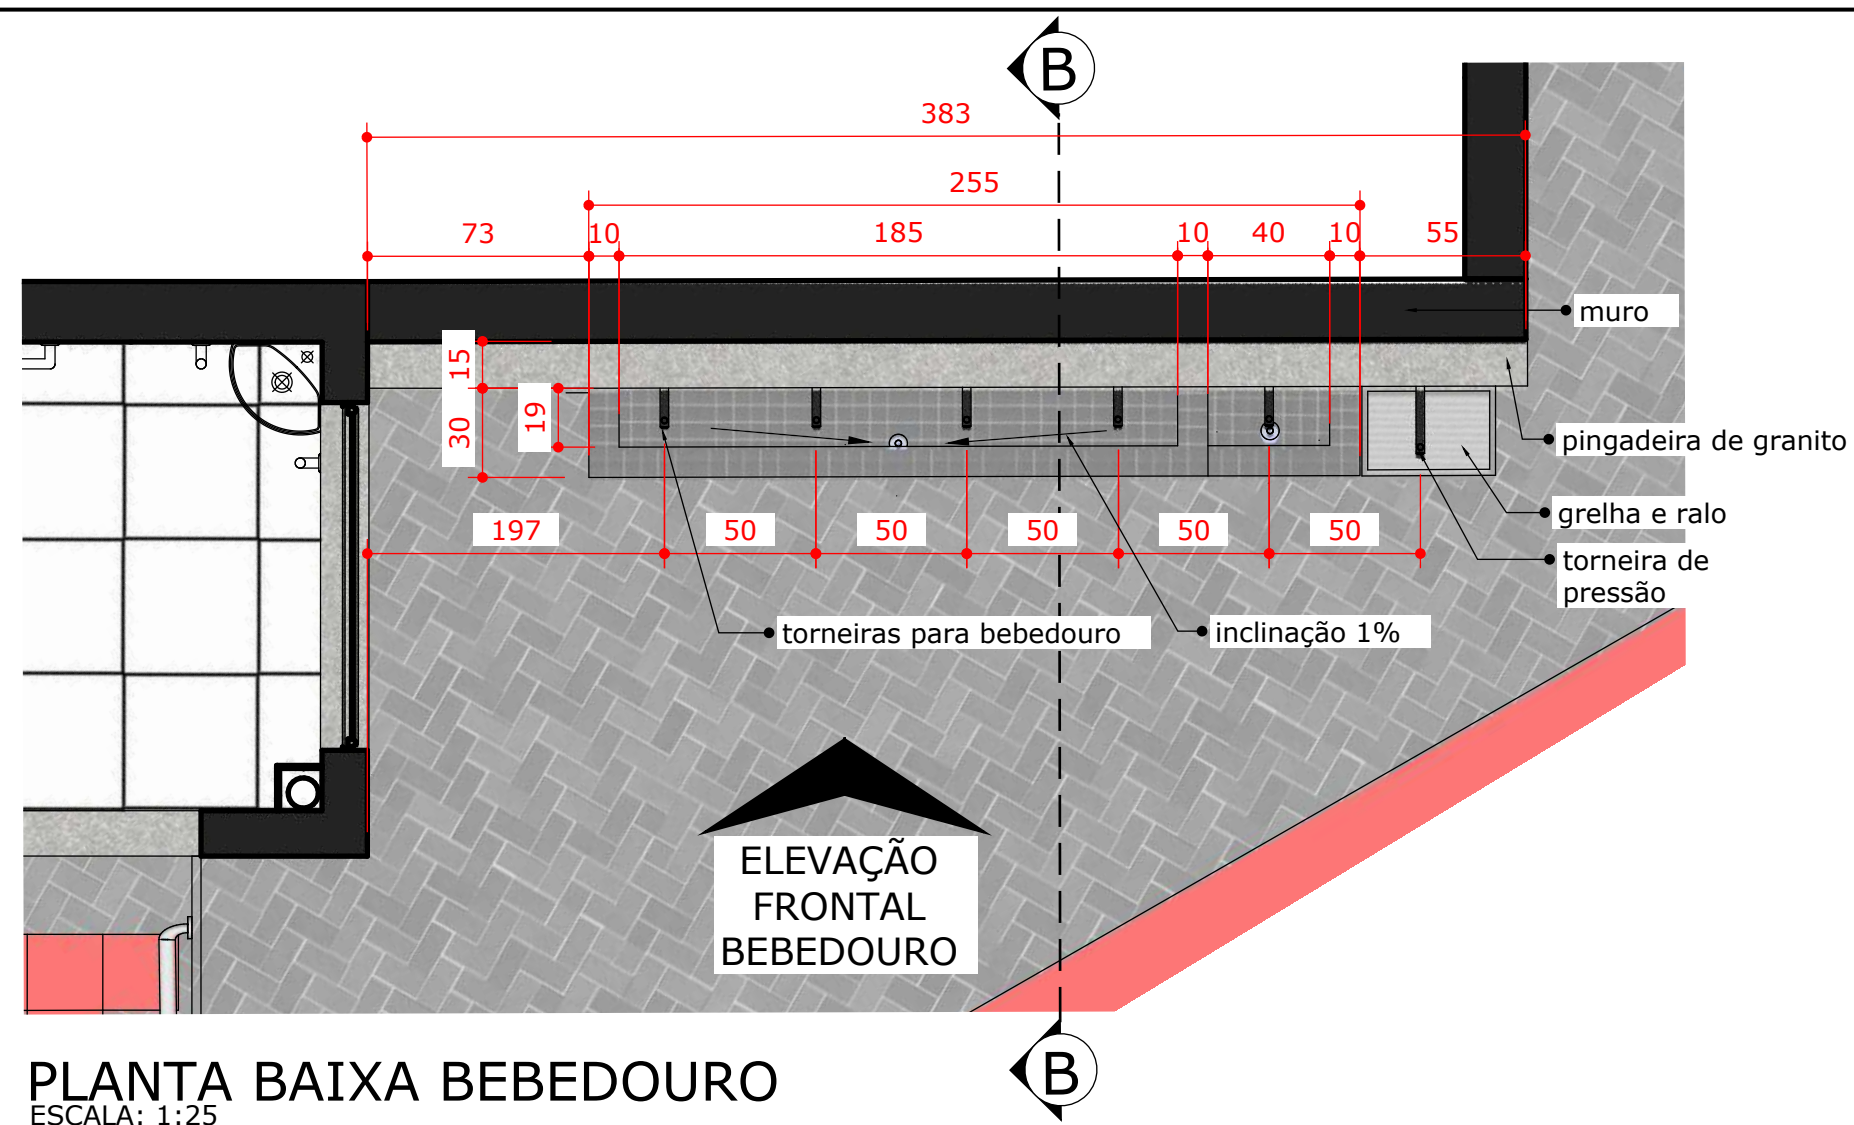 B
383
255
73 10 185 10 40 10 55
muro
15
30
19
pingadeira de granito
grelha e ralo
197 50 50 50 50 50
torneira de
pressão
torneiras para bebedouro
inclinação 1%
ELEVAÇÃO
FRONTAL
BEBEDOURO
B
PLANTA BAIXA BEBEDOURO
ESCALA: 1:25